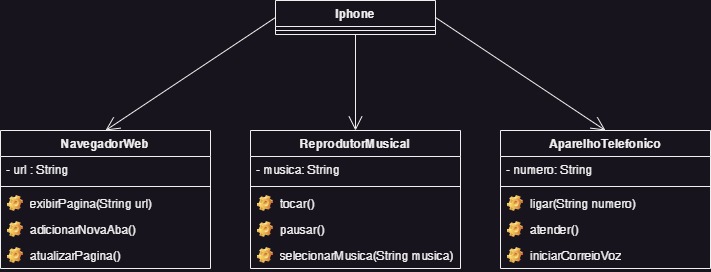 Iphone
NavegadorWeb
- url : String
exibirPagina(String url)
adicionarNovaAba()
atualizarPagina()
ReprodutorMusical
- musica: String
tocar()
pausar()
selecionarMusica(String musica)
AparelhoTelefonico
- numero: String
ligar(String numero)
atender()
iniciarCorreioVoz